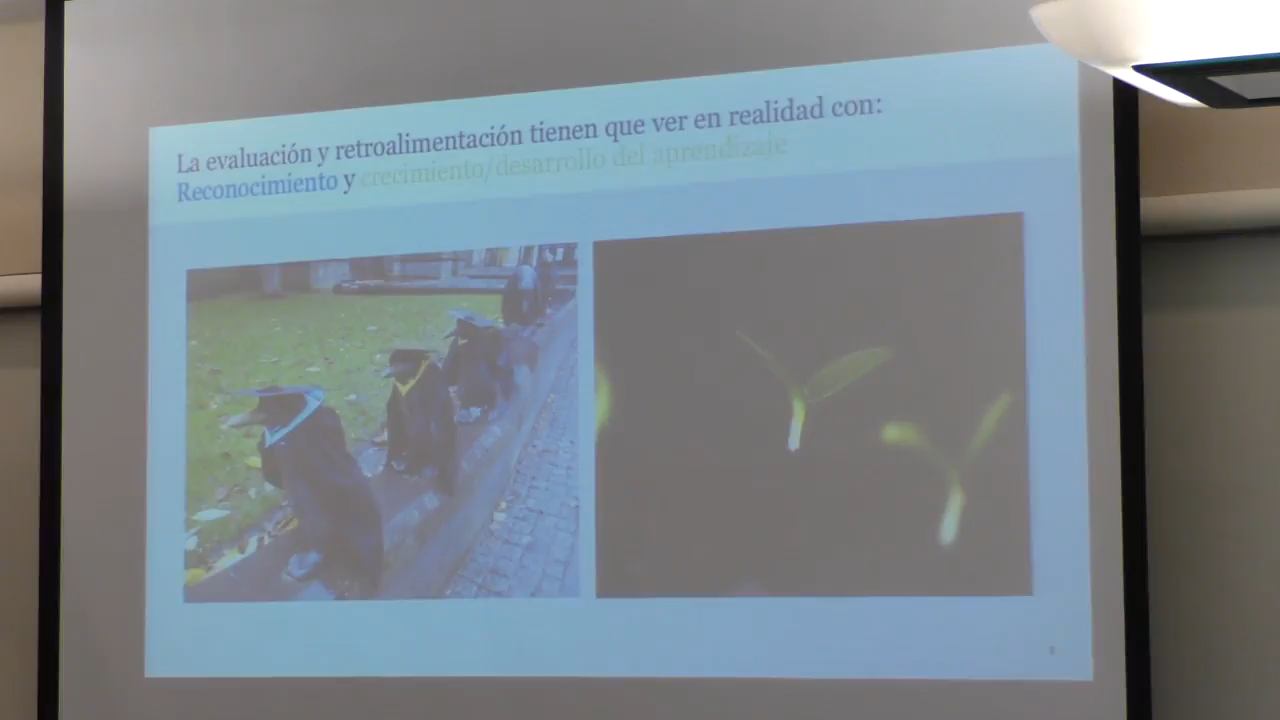 La evaluación y retroalimentación tienen que ver en realidad con:
Reconocimiento y crecimiento/desarrollo del aprendizaje